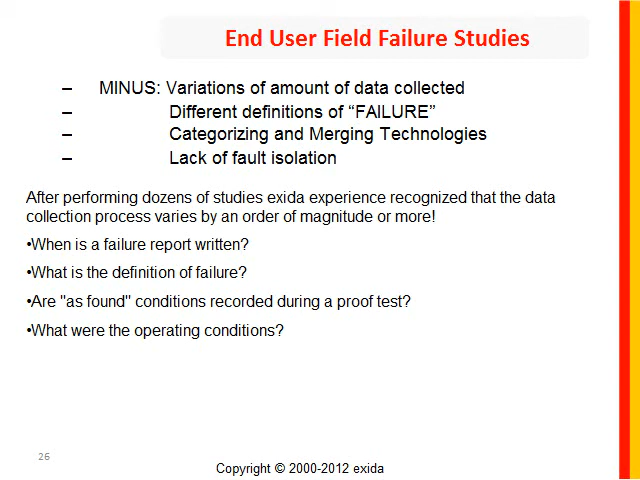 End User Field Failure Studies
– MINUS: Variations of amount of data collected
– Different definitions of “FAILURE”
– Categorizing and Merging Technologies
– Lack of fault isolation
After performing dozens of studies exida experience recognized that the data
collection process varies by an order of magnitude or more!
•When is a failure report written?
•What is the definition of failure?
•Are "as found" conditions recorded during a proof test?
•What were the operating conditions?
26
Copyright © 2000-2012 exida